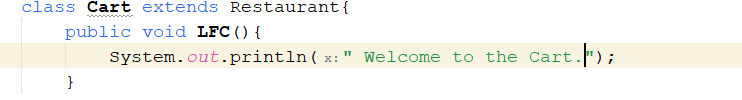 class Cart extends Restaurant{
    public void LFC(){
        System.out.println( x: " Welcome to the Cart.");
    }